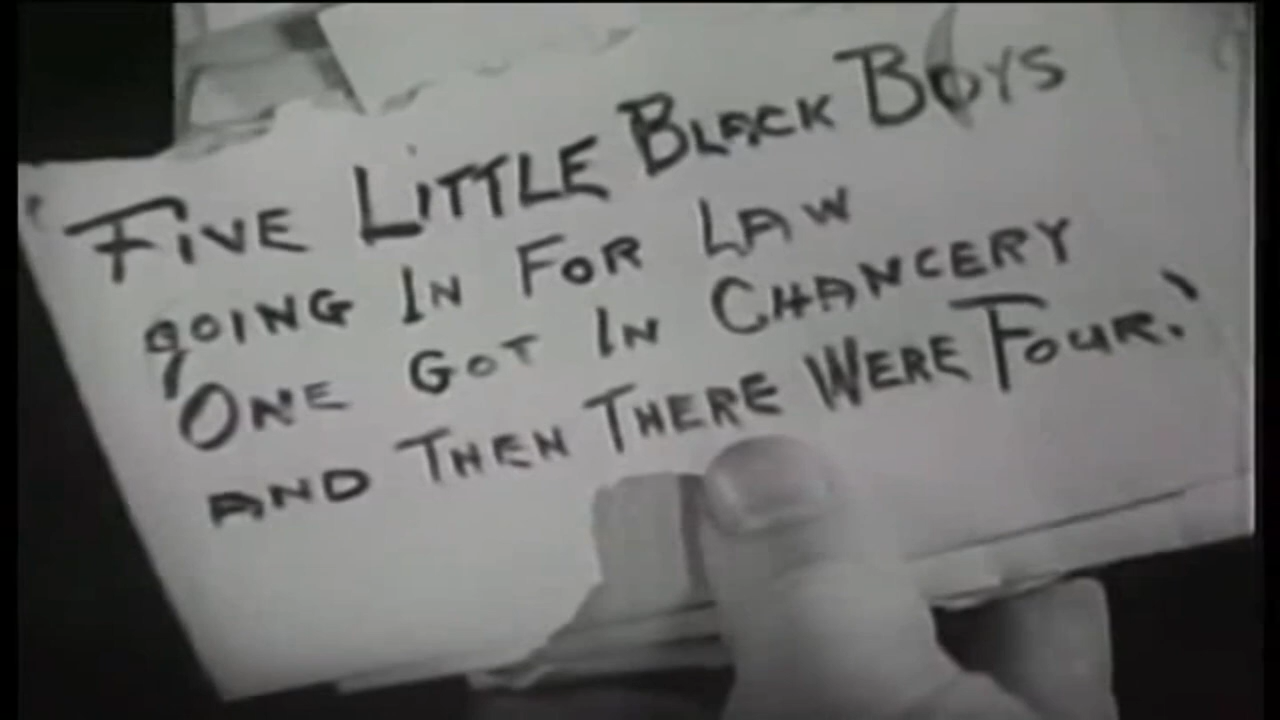 FIVE LITTLE BLACK BOYS
GOING IN FOR LAW
ONE GOT IN CHANCERY
AND THEN THERE WERE FOUR.'